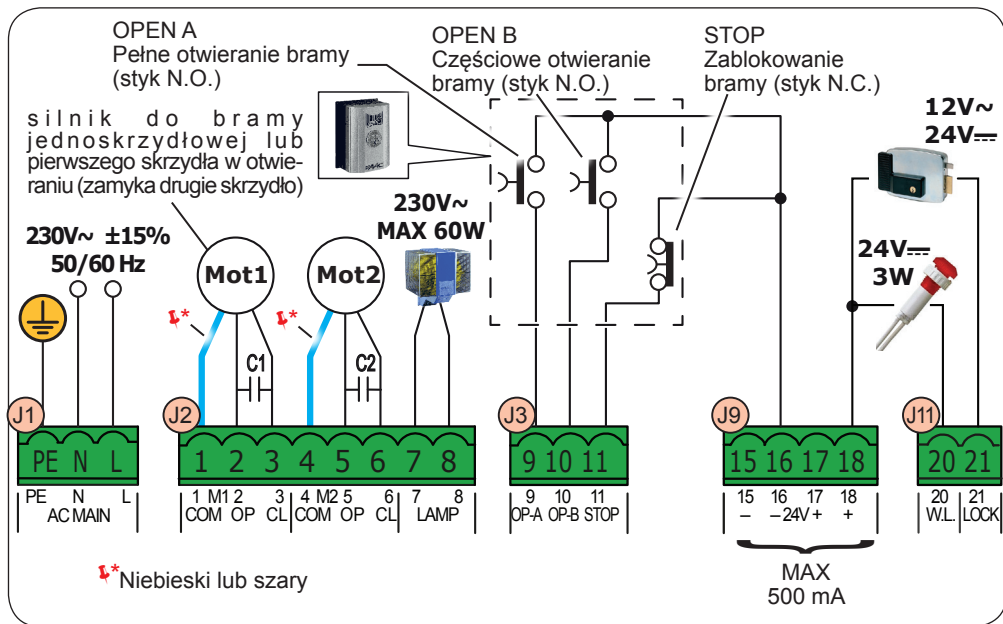 OPEN A
Pełne otwieranie bramy
(styk N.O.)
OPEN B
Częściowe otwieranie
bramy (styk N.O.)
STOP
Zablokowanie
bramy (styk N.C.)
silnik do bramy
jednoskrzydłowej lub
pierwszego skrzydła w otwie-
raniu (zamyka drugie skrzydło)
FAAC
12V~
24V⎓
230V~ ±15%
50/60 Hz
230V~
MAX 60W
24V⎓
3W
Mot1
Mot2
*
*
C1
C2
J1
J2
J3
J9
J11
PE N L
1 2 3 4 5 6 7 8
9 10 11
15 16 17 18
20 21
PE N L
AC MAIN
1 M1 2 3 4 M2 5 6 7 8
COM OP CL COM OP CL LAMP
9 10 11
OP-A OP-B STOP
15 16 17 18
– – 24V + +
20 21
W.L. LOCK
MAX
500 mA
*Niebieski lub szary